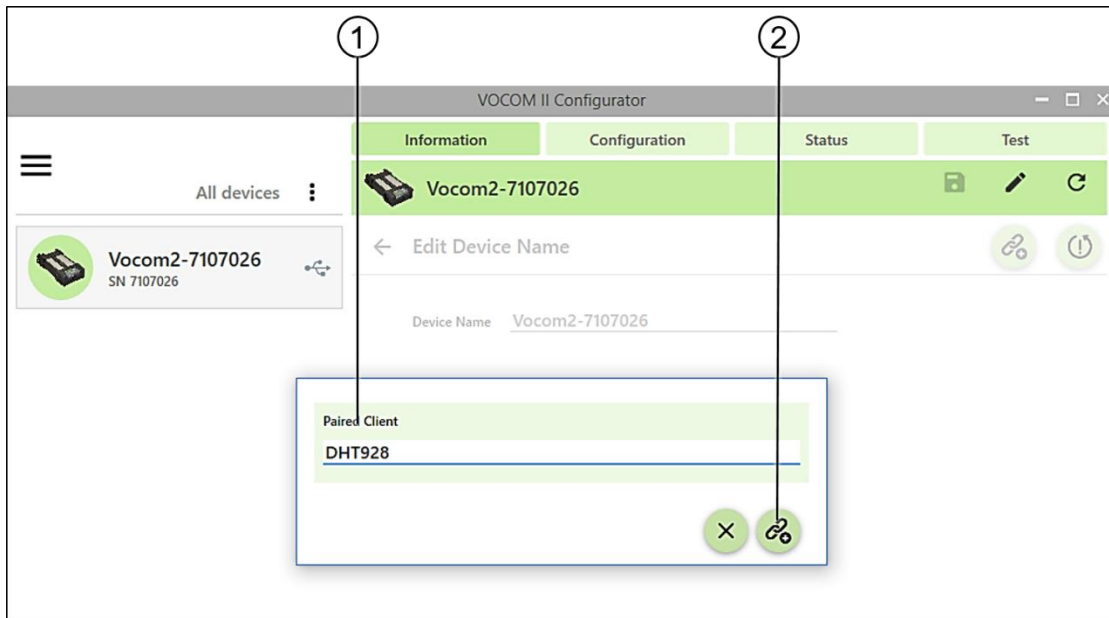 1
2
VOCOM II Configurator
Information
Configuration
Status
Test
All devices
Vocom2-7107026
Vocom2-7107026
SN 7107026
Edit Device Name
Device Name
Vocom2-7107026
Paired Client
DHT928